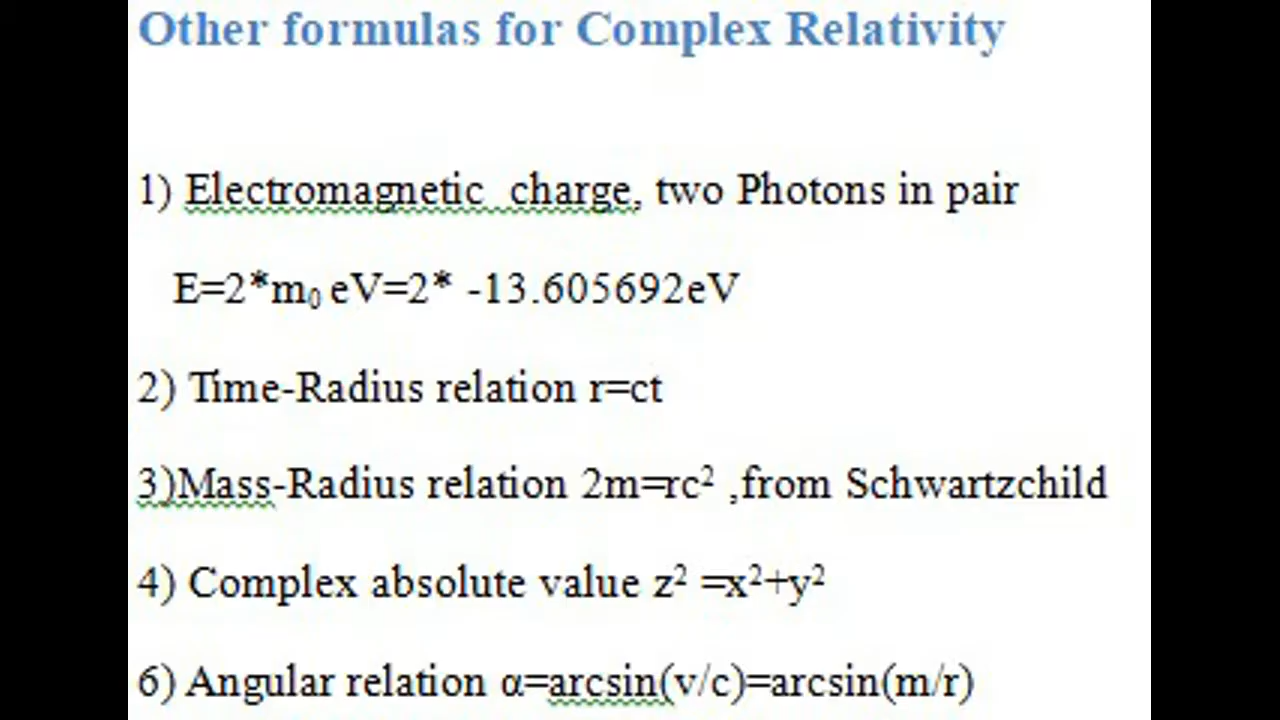 Other formulas for Complex Relativity
1) Electromagnetic charge, two Photons in pair
E=2*m₀ eV=2* -13.605692eV
2) Time-Radius relation r=ct
3)Mass-Radius relation 2m=rc² ,from Schwartzchild
4) Complex absolute value z² =x²+y²
6) Angular relation α=arcsin(v/c)=arcsin(m/r)